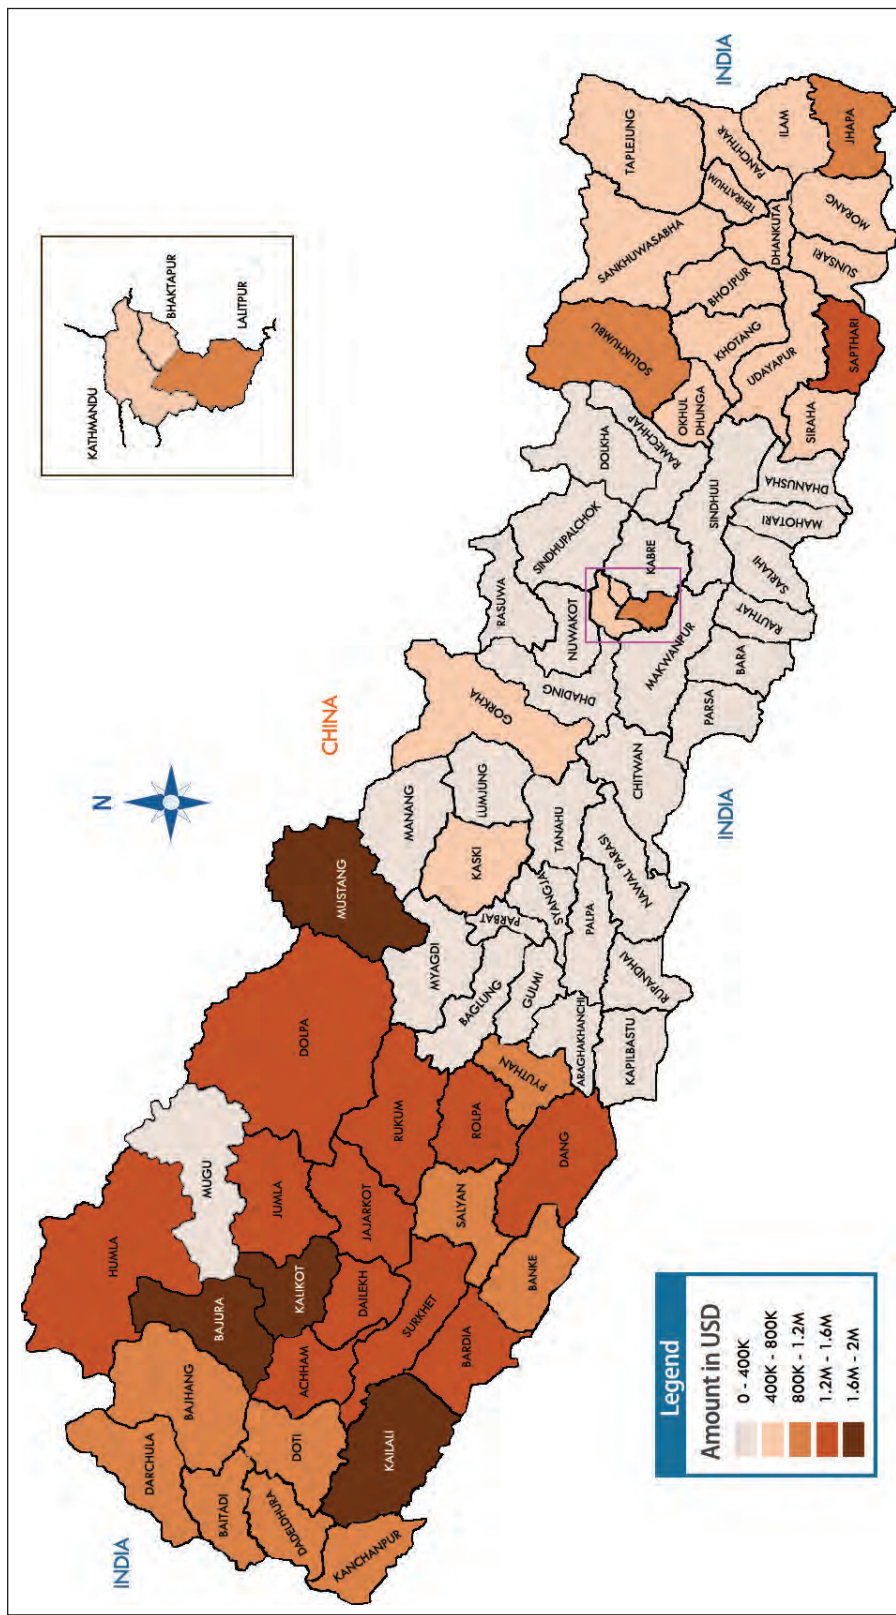 N
CHINA
INDIA
INDIA
INDIA
KATHMANDU
BHAKTAPUR
LALITPUR
DARCHULA
BAJHANG
HUMLA
BAITADI
DADELDHURA
KANCHANPUR
DOTI
BAJURA
MUGU
KAILALI
ACHHAM
KALIKOT
JUMLA
DOLPA
DAILEKH
JAJARKOT
SURKHET
BARDIA
RUKUM
ROLPA
SALYAN
BANKE
DANG
PYUTHAN
MUSTANG
MANANG
MYAGDI
KASKI
LUMJUNG
GORKHA
BAGLUNG
PARBAT
GULMI
SYANGJA
TANAHU
ARAGHAKHANCHI
PALPA
KAPILBASTU
RUPANDHAI
NAWAL PARASI
CHITWAN
DHADING
NUWAKOT
RASUWA
SINDHUPALCHOK
KABRE
MAKWANPUR
PARSA
BARA
RAUTHAT
SARLAHI
MAHOTARI
DHANUSHA
SINDHULI
DOLKHA
RAMECHHAP
SOLUKHUMBU
OKHUL
DHUNGA
KHOTANG
UDAYAPUR
SIRAHA
SAPTHARI
SANKHUWASABHA
BHOJPUR
DHANKUTA
TEHRATHUM
TAPLEJUNG
PANCHTHAR
ILAM
JHAPA
MORANG
SUNSARI
Legend
Amount in USD
0 - 400K
400K - 800K
800K - 1.2M
1.2M - 1.6M
1.6M - 2M